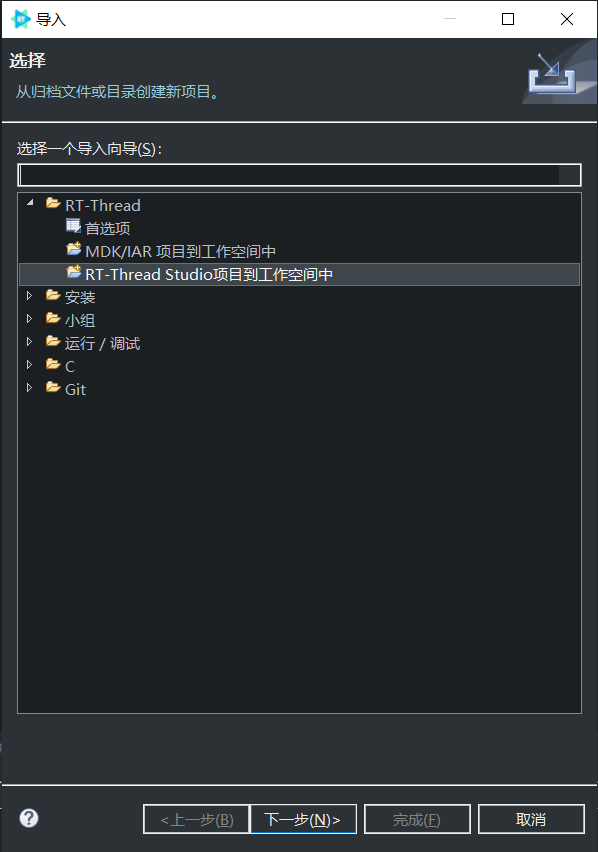 RT 导入
选择
从归档文件或目录创建新项目。
选择一个导入向导(S):
RT-Thread
首选项
MDK/IAR 项目到工作空间中
RT-Thread Studio项目到工作空间中
安装
小组
运行 / 调试
C
Git
? <上一步(B) 下一步(N)> 完成(F) 取消